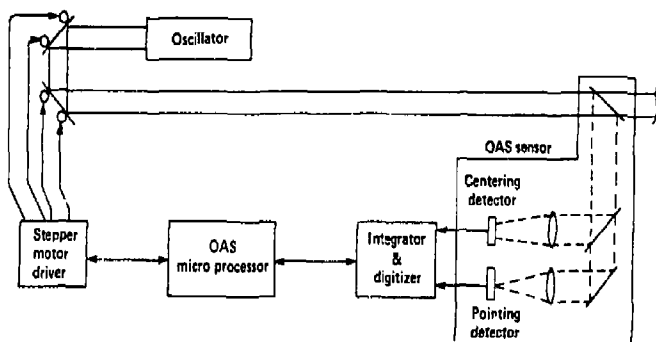 Oscillator
OAS sensor
Centering
detector
Stepper
motor
driver
OAS
micro processor
Integrator
&
digitizer
Pointing
detector